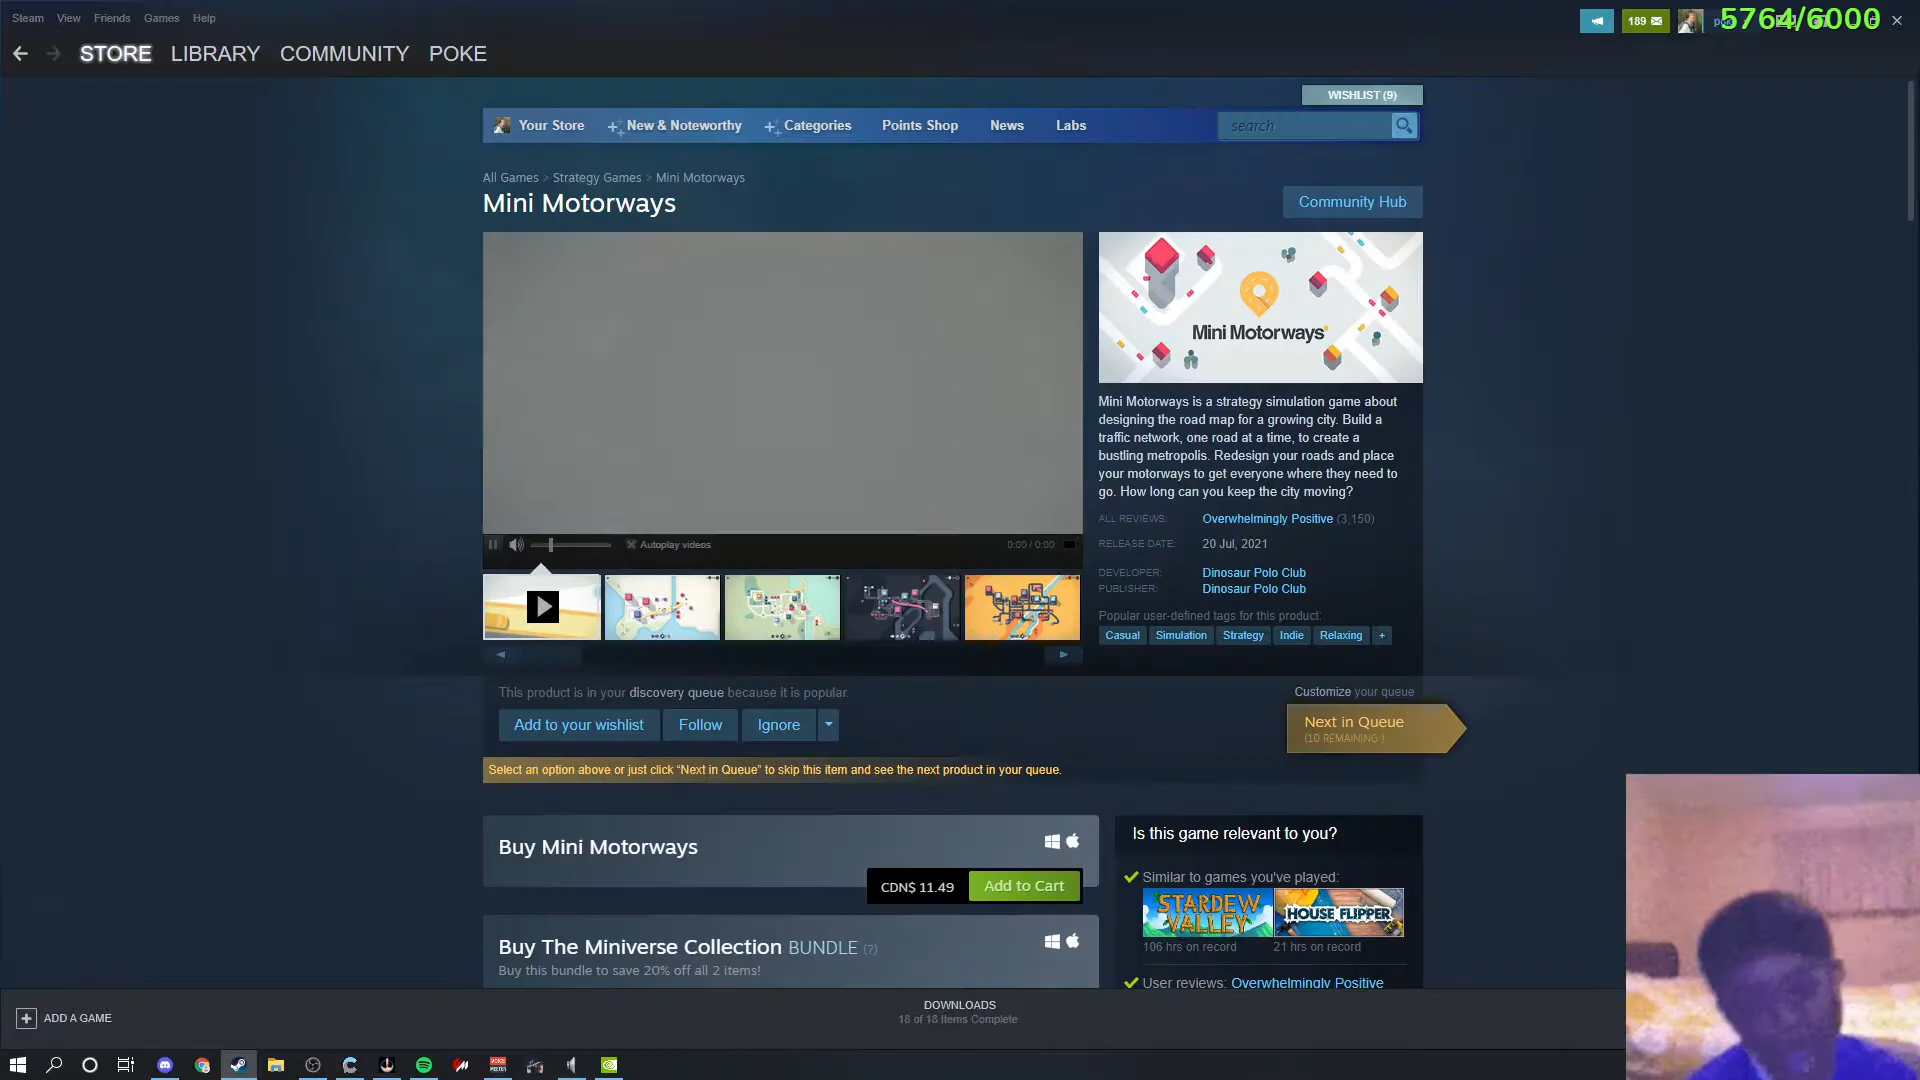 Steam View Friends Games Help
189
5764/6000
STORE LIBRARY COMMUNITY POKE
WISHLIST (9)
Your Store New & Noteworthy Categories Points Shop News Labs search
All Games > Strategy Games > Mini Motorways
Mini Motorways
Community Hub
Mini Motorways
Mini Motorways is a strategy simulation game about
designing the road map for a growing city. Build a
traffic network, one road at a time, to create a
bustling metropolis. Redesign your roads and place
your motorways to get everyone where they need to
go. How long can you keep the city moving?
ALL REVIEWS: Overwhelmingly Positive (3,150)
RELEASE DATE: 20 Jul, 2021
DEVELOPER: Dinosaur Polo Club
PUBLISHER: Dinosaur Polo Club
Popular user-defined tags for this product:
Casual Simulation Strategy Indie Relaxing +
Autoplay videos 0:00 / 0:00
This product is in your discovery queue because it is popular.
Add to your wishlist Follow Ignore
Customize your queue
Next in Queue
(10 REMAINING )
Select an option above or just click “Next in Queue” to skip this item and see the next product in your queue.
Buy Mini Motorways
CDN$ 11.49 Add to Cart
Buy The Miniverse Collection BUNDLE (?)
Buy this bundle to save 20% off all 2 items!
Is this game relevant to you?
Similar to games you've played:
STARDEW VALLEY
HOUSE FLIPPER
106 hrs on record 21 hrs on record
User reviews: Overwhelmingly Positive
+ ADD A GAME
DOWNLOADS
18 of 18 Items Complete